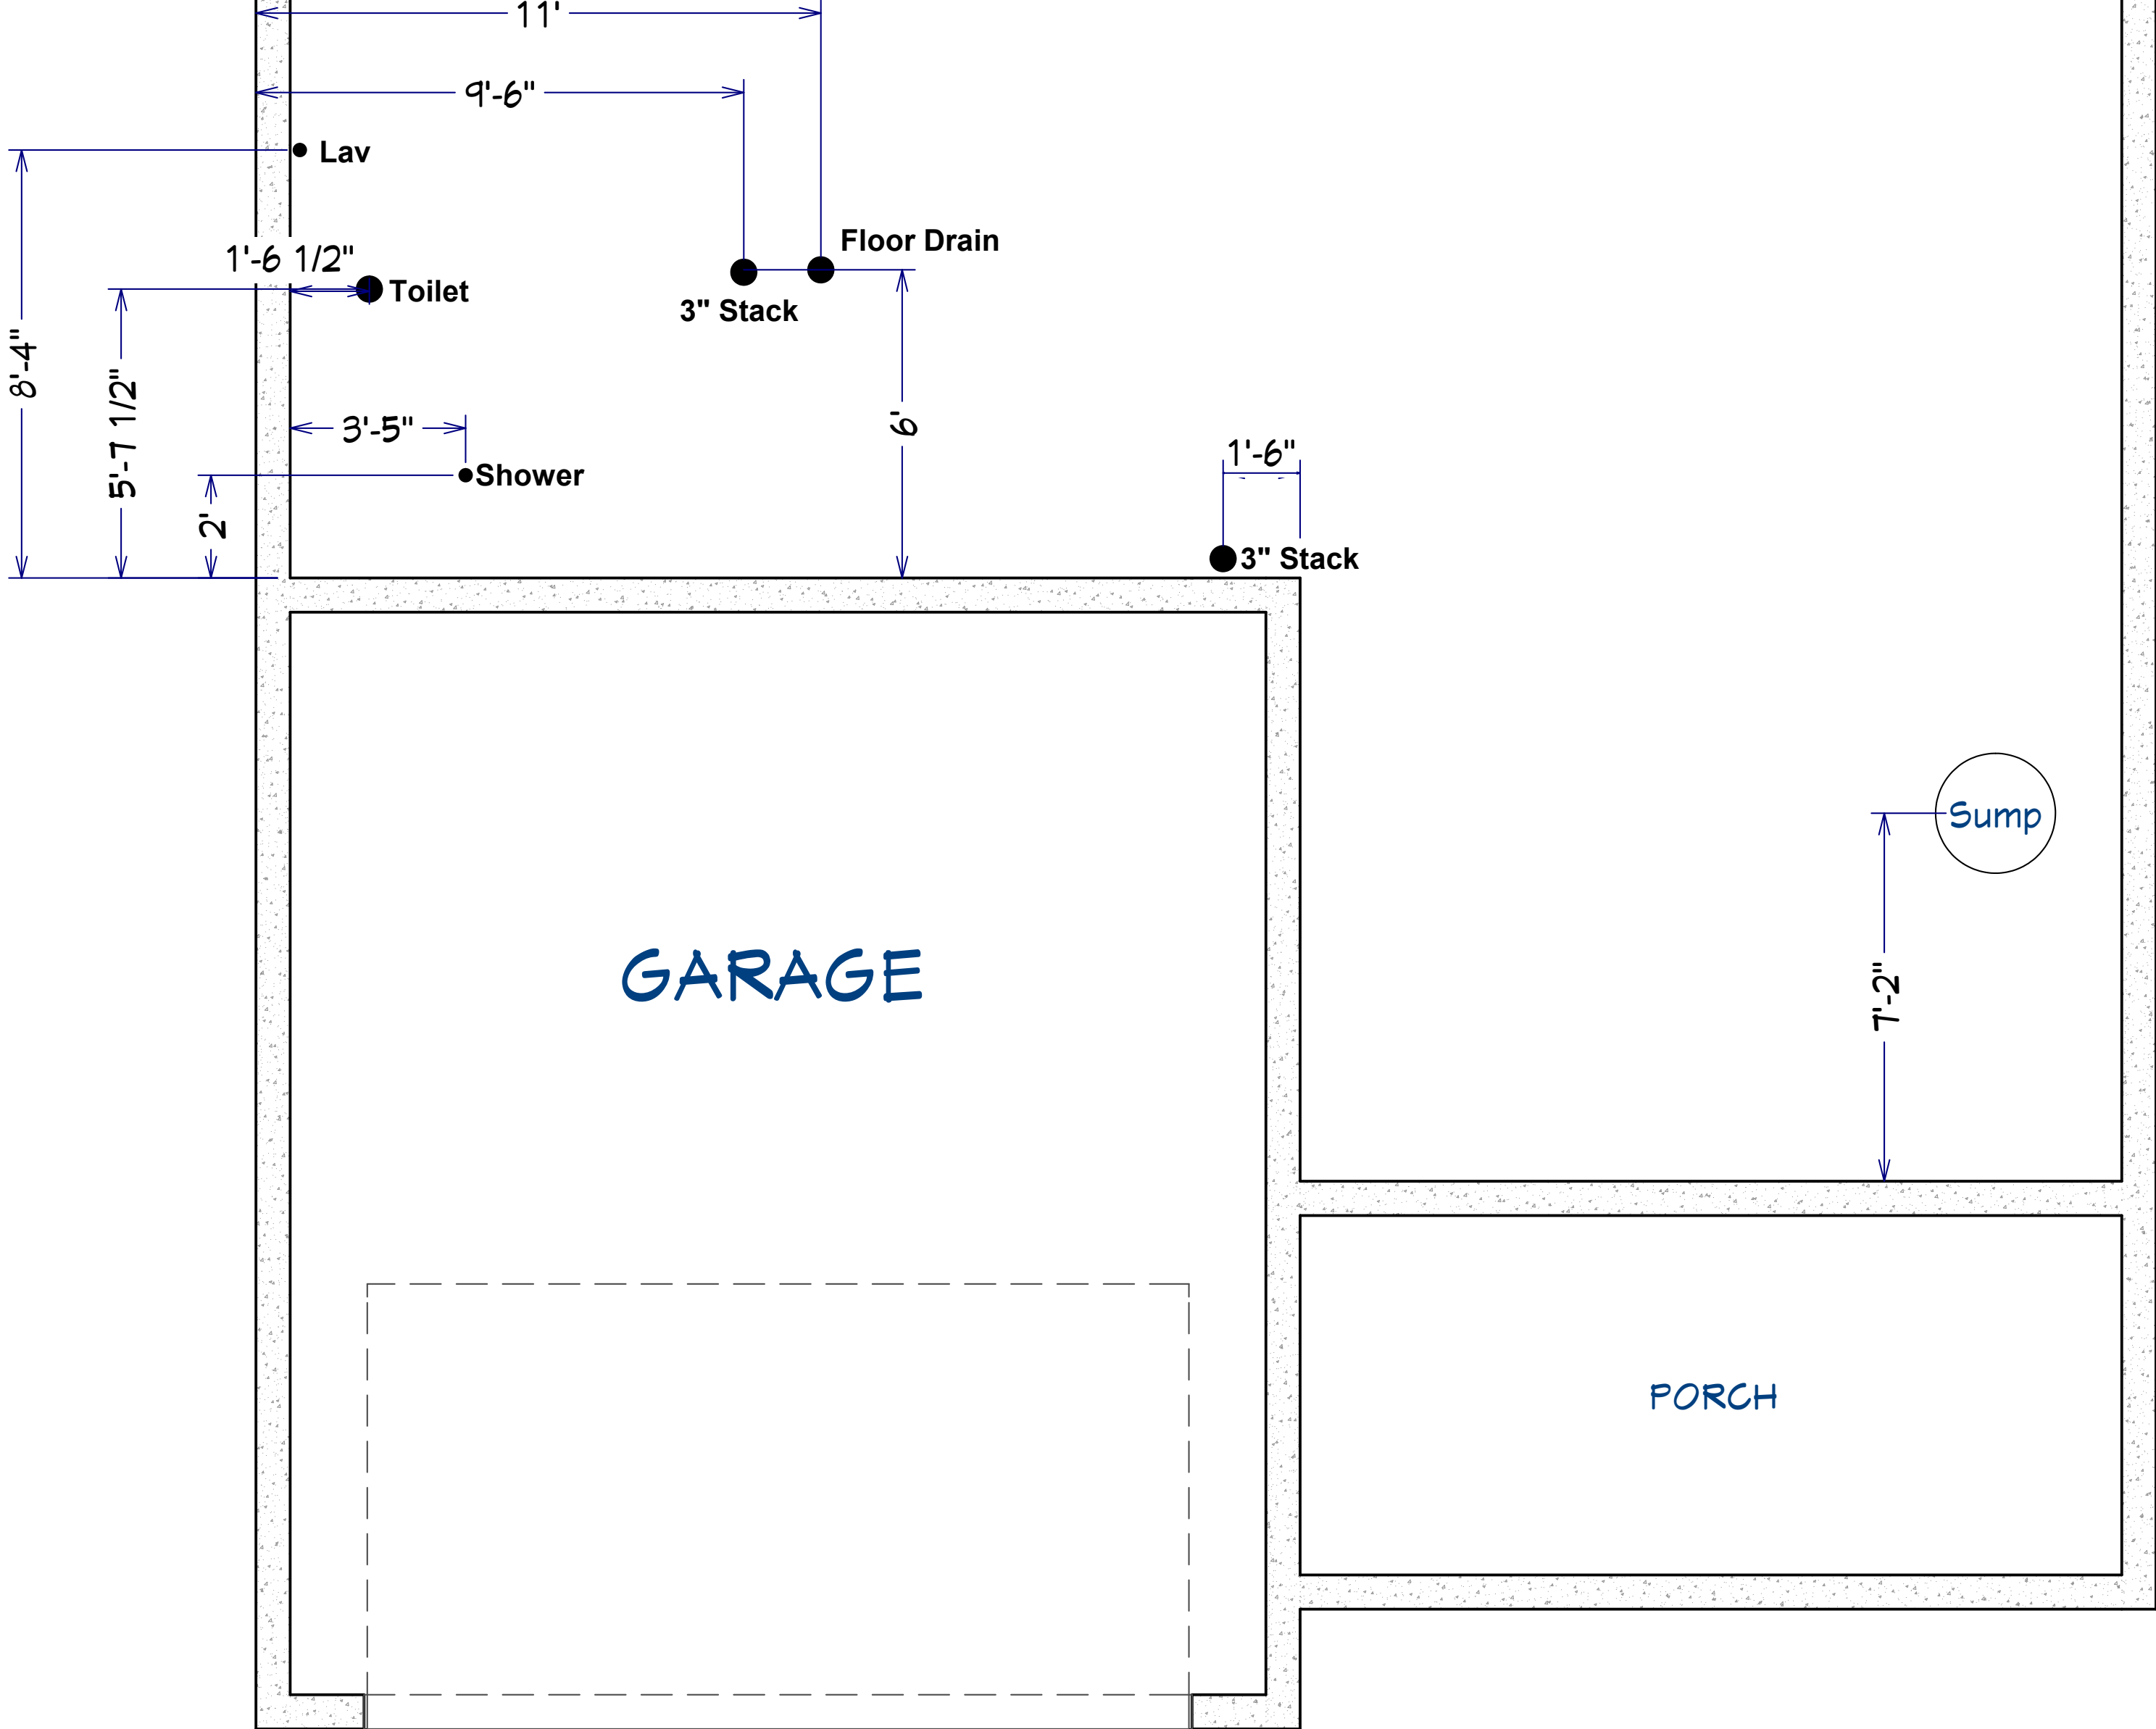 11'
9'-6"
Lav
Floor Drain
1'-6 1/2"
Toilet
3" Stack
8'-4"
5'-7 1/2"
3'-5"
6'
1'-6"
Shower
2'
3" Stack
Sump
GARAGE
7'-2"
PORCH